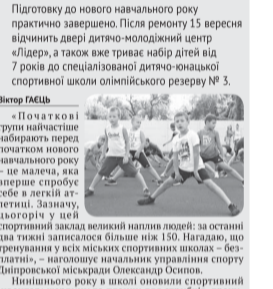 Підготовку до нового навчального року
практично завершено. Після ремонту 15 вересня
відчинить двері дитячо-молодіжний центр
«Лідер», а також вже триває набір дітей від
7 років до спеціалізованої дитячо-юнацької
спортивної школи олімпійського резерву № 3.
Віктор ГАЄЦЬ
«Початкові
групи найчастіше
набирають перед
початком нового
навчального року
– це малеча, яка
вперше спробує
себе в легкій ат-
летиці. Зазначу,
цьогоріч у цей
спортивний заклад великий наплив людей: за останні
два тижні записалося більше ніж 150. Нагадаю, що
тренування у всіх міських спортивних школах – без-
платні», – наголошує начальник управління спорту
Дніпровської міськради Олександр Осипов.
Нинішнього року в школі оновили спортивний